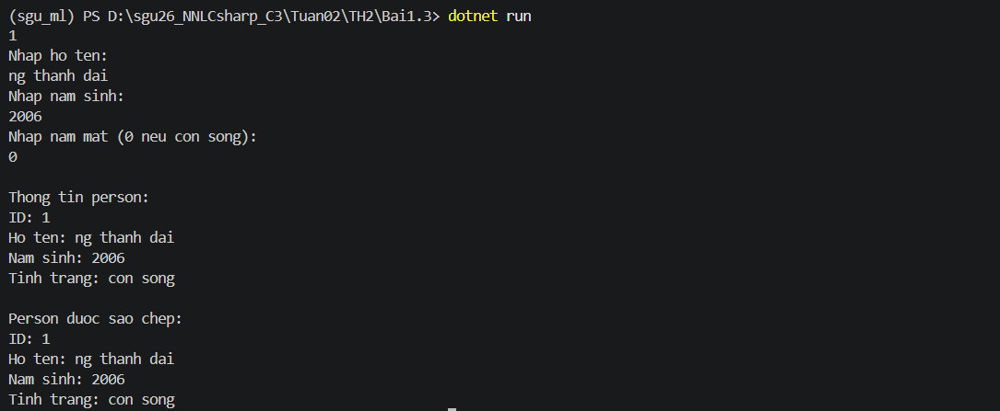 (sgu_ml) PS D:\sgu26_NNLCsharp_C3\Tuan02\TH2\Bai1.3> dotnet run
1
Nhap ho ten:
ng thanh dai
Nhap nam sinh:
2006
Nhap nam mat (0 neu con song):
0
Thong tin person:
ID: 1
Ho ten: ng thanh dai
Nam sinh: 2006
Tinh trang: con song
Person duoc sao chep:
ID: 1
Ho ten: ng thanh dai
Nam sinh: 2006
Tinh trang: con song